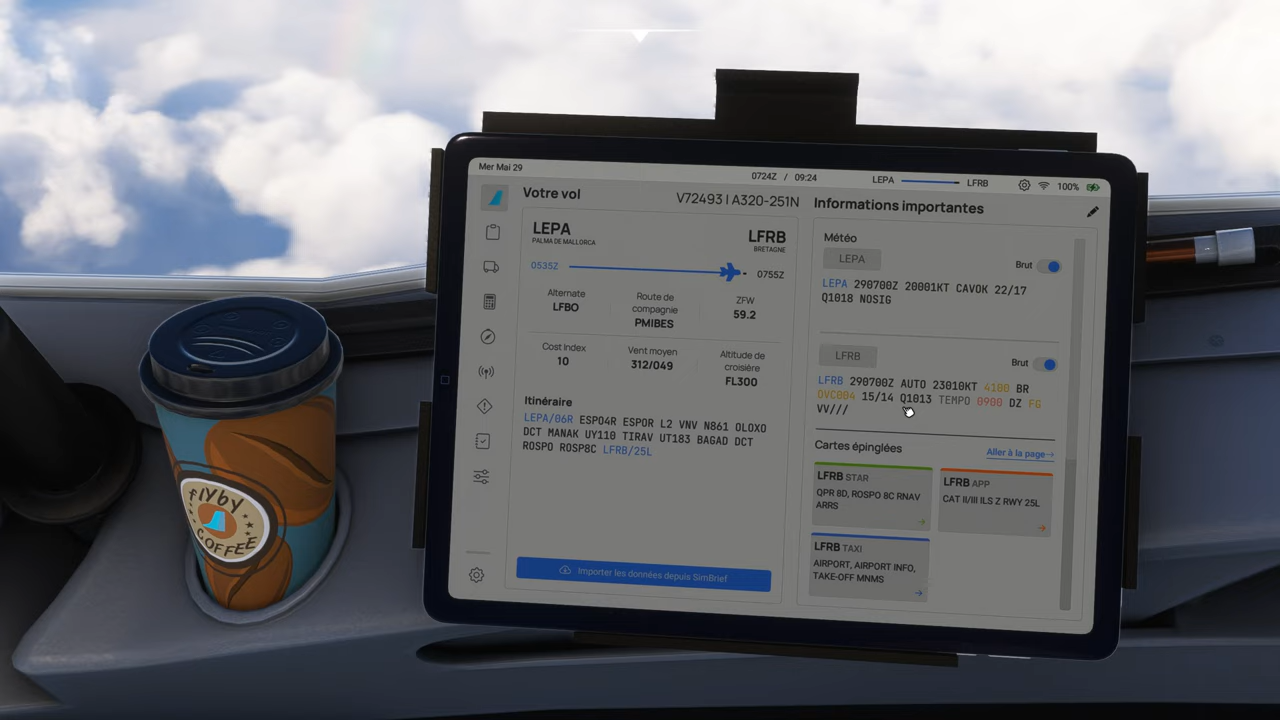 Mer Mai 29
0724Z / 09:24
LEPA
LFRB
100%
Votre vol
V72493 | A320-251N
LEPA
PALMA DE MALLORCA
LFRB
BRETAGNE
0535Z
0755Z
Alternate
LFBO
Route de
compagnie
PMIBES
ZFW
59.2
Cost Index
10
Vent moyen
312/049
Altitude de
croisière
FL300
Itinéraire
LEPA/06R ESPO4R ESPOR L2 VNV N861 OLOXO
DCT MANAK UY110 TIRAV UT183 BAGAD DCT
ROSPO ROSP8C LFRB/25L
Importer les données depuis SimBrief
Informations importantes
Météo
LEPA
Brut
LEPA 290700Z 20001KT CAVOK 22/17
Q1018 NOSIG
LFRB
Brut
LFRB 290700Z AUTO 23010KT 4100 BR
OVC004 15/14 Q1013 TEMPO 0900 DZ FG
VV///
Cartes épinglées
Aller à la page→
LFRB STAR
QPR 8D, ROSPO 8C RNAV
ARRS
LFRB APP
CAT II/III ILS Z RWY 25L
LFRB TAXI
AIRPORT, AIRPORT INFO,
TAKE-OFF MNMS
flyby
COFFEE